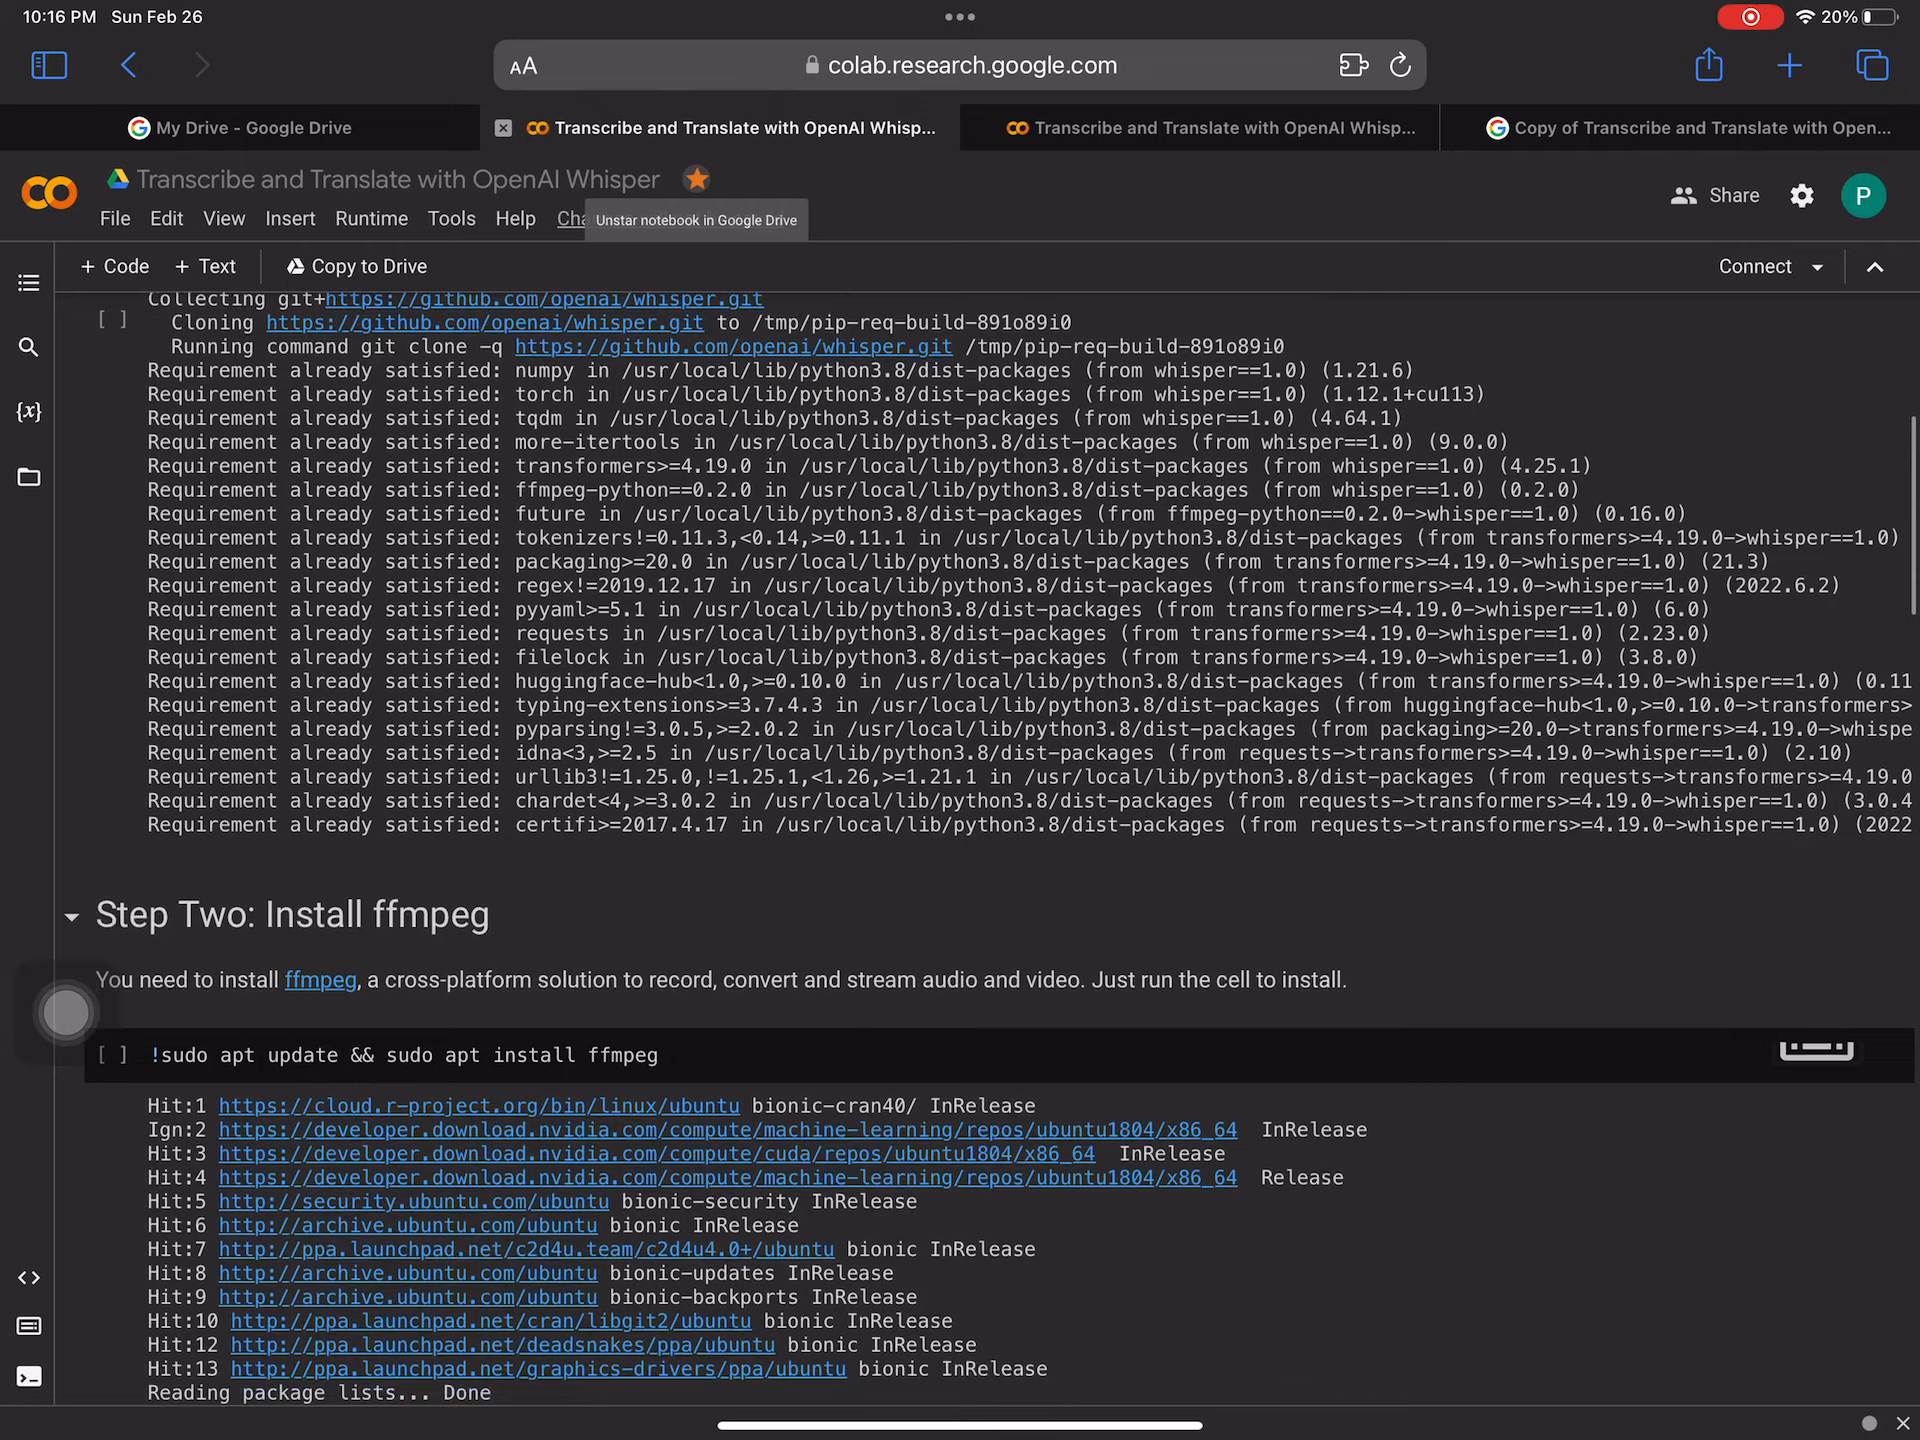 10:16 PM Sun Feb 26
20%
AA
colab.research.google.com
My Drive - Google Drive
Transcribe and Translate with OpenAI Whisp...
Transcribe and Translate with OpenAI Whisp...
Copy of Transcribe and Translate with Open...
Transcribe and Translate with OpenAI Whisper
Share
P
File Edit View Insert Runtime Tools Help Cha
Unstar notebook in Google Drive
+ Code + Text Copy to Drive
Connect
Collecting git+https://github.com/openai/whisper.git
[ ] Cloning https://github.com/openai/whisper.git to /tmp/pip-req-build-891o89i0
Running command git clone -q https://github.com/openai/whisper.git /tmp/pip-req-build-891o89i0
Requirement already satisfied: numpy in /usr/local/lib/python3.8/dist-packages (from whisper==1.0) (1.21.6)
Requirement already satisfied: torch in /usr/local/lib/python3.8/dist-packages (from whisper==1.0) (1.12.1+cu113)
Requirement already satisfied: tqdm in /usr/local/lib/python3.8/dist-packages (from whisper==1.0) (4.64.1)
Requirement already satisfied: more-itertools in /usr/local/lib/python3.8/dist-packages (from whisper==1.0) (9.0.0)
Requirement already satisfied: transformers>=4.19.0 in /usr/local/lib/python3.8/dist-packages (from whisper==1.0) (4.25.1)
Requirement already satisfied: ffmpeg-python==0.2.0 in /usr/local/lib/python3.8/dist-packages (from whisper==1.0) (0.2.0)
Requirement already satisfied: future in /usr/local/lib/python3.8/dist-packages (from ffmpeg-python==0.2.0->whisper==1.0) (0.16.0)
Requirement already satisfied: tokenizers!=0.11.3,<0.14,>=0.11.1 in /usr/local/lib/python3.8/dist-packages (from transformers>=4.19.0->whisper==1.0)
Requirement already satisfied: packaging>=20.0 in /usr/local/lib/python3.8/dist-packages (from transformers>=4.19.0->whisper==1.0) (21.3)
Requirement already satisfied: regex!=2019.12.17 in /usr/local/lib/python3.8/dist-packages (from transformers>=4.19.0->whisper==1.0) (2022.6.2)
Requirement already satisfied: pyyaml>=5.1 in /usr/local/lib/python3.8/dist-packages (from transformers>=4.19.0->whisper==1.0) (6.0)
Requirement already satisfied: requests in /usr/local/lib/python3.8/dist-packages (from transformers>=4.19.0->whisper==1.0) (2.23.0)
Requirement already satisfied: filelock in /usr/local/lib/python3.8/dist-packages (from transformers>=4.19.0->whisper==1.0) (3.8.0)
Requirement already satisfied: huggingface-hub<1.0,>=0.10.0 in /usr/local/lib/python3.8/dist-packages (from transformers>=4.19.0->whisper==1.0) (0.11
Requirement already satisfied: typing-extensions>=3.7.4.3 in /usr/local/lib/python3.8/dist-packages (from huggingface-hub<1.0,>=0.10.0->transformers>
Requirement already satisfied: pyparsing!=3.0.5,>=2.0.2 in /usr/local/lib/python3.8/dist-packages (from packaging>=20.0->transformers>=4.19.0->whispe
Requirement already satisfied: idna<3,>=2.5 in /usr/local/lib/python3.8/dist-packages (from requests->transformers>=4.19.0->whisper==1.0) (2.10)
Requirement already satisfied: urllib3!=1.25.0,!=1.25.1,<1.26,>=1.21.1 in /usr/local/lib/python3.8/dist-packages (from requests->transformers>=4.19.0
Requirement already satisfied: chardet<4,>=3.0.2 in /usr/local/lib/python3.8/dist-packages (from requests->transformers>=4.19.0->whisper==1.0) (3.0.4
Requirement already satisfied: certifi>=2017.4.17 in /usr/local/lib/python3.8/dist-packages (from requests->transformers>=4.19.0->whisper==1.0) (2022
Step Two: Install ffmpeg
You need to install ffmpeg, a cross-platform solution to record, convert and stream audio and video. Just run the cell to install.
[ ] !sudo apt update && sudo apt install ffmpeg
Hit:1 https://cloud.r-project.org/bin/linux/ubuntu bionic-cran40/ InRelease
Ign:2 https://developer.download.nvidia.com/compute/machine-learning/repos/ubuntu1804/x86_64 InRelease
Hit:3 https://developer.download.nvidia.com/compute/cuda/repos/ubuntu1804/x86_64 InRelease
Hit:4 https://developer.download.nvidia.com/compute/machine-learning/repos/ubuntu1804/x86_64 Release
Hit:5 http://security.ubuntu.com/ubuntu bionic-security InRelease
Hit:6 http://archive.ubuntu.com/ubuntu bionic InRelease
Hit:7 http://ppa.launchpad.net/c2d4u.team/c2d4u4.0+/ubuntu bionic InRelease
Hit:8 http://archive.ubuntu.com/ubuntu bionic-updates InRelease
Hit:9 http://archive.ubuntu.com/ubuntu bionic-backports InRelease
Hit:10 http://ppa.launchpad.net/cran/libgit2/ubuntu bionic InRelease
Hit:12 http://ppa.launchpad.net/deadsnakes/ppa/ubuntu bionic InRelease
Hit:13 http://ppa.launchpad.net/graphics-drivers/ppa/ubuntu bionic InRelease
Reading package lists... Done